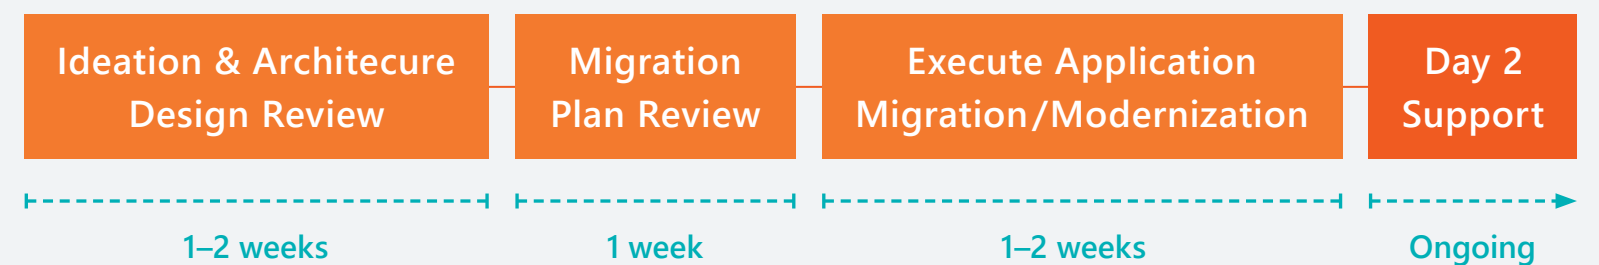 Ideation & Architecure
Design Review
Migration
Plan Review
Execute Application
Migration/Modernization
Day 2
Support
1–2 weeks
1 week
1–2 weeks
Ongoing